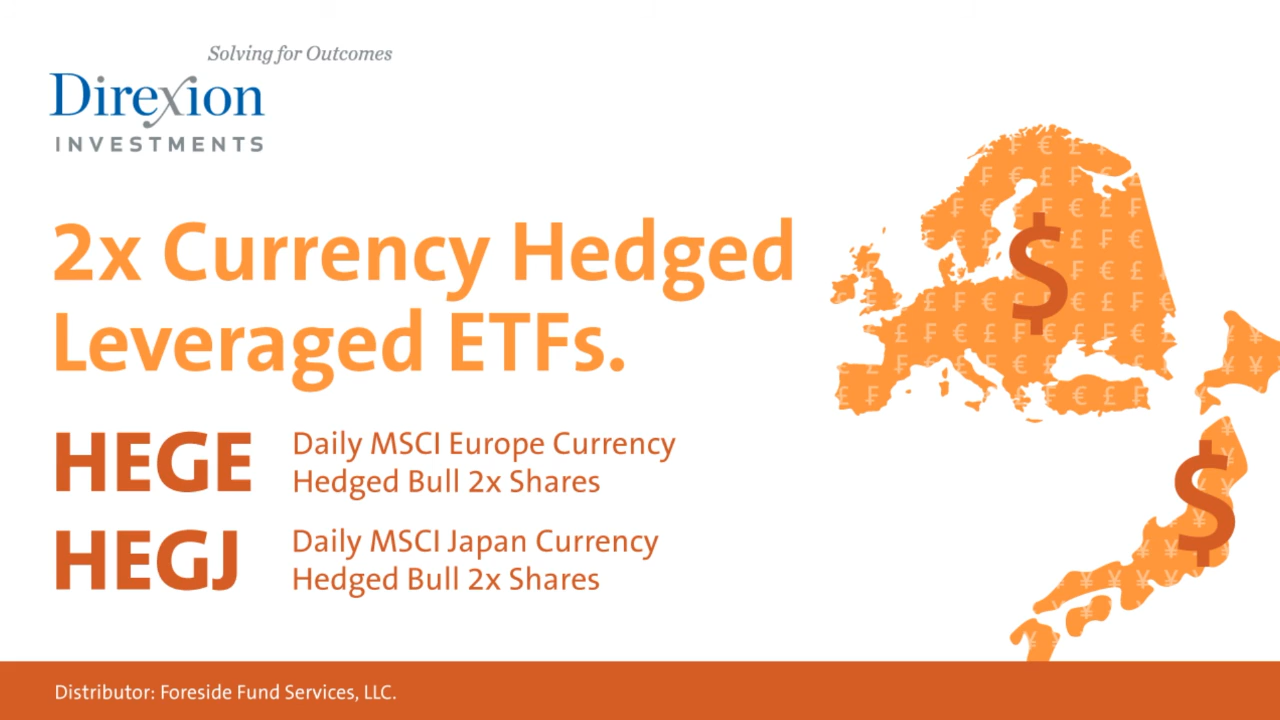 Solving for Outcomes
Direxion
INVESTMENTS
2x Currency Hedged
Leveraged ETFs.
HEGE
Daily MSCI Europe Currency
Hedged Bull 2x Shares
HEGJ
Daily MSCI Japan Currency
Hedged Bull 2x Shares
$
$
Distributor: Foreside Fund Services, LLC.